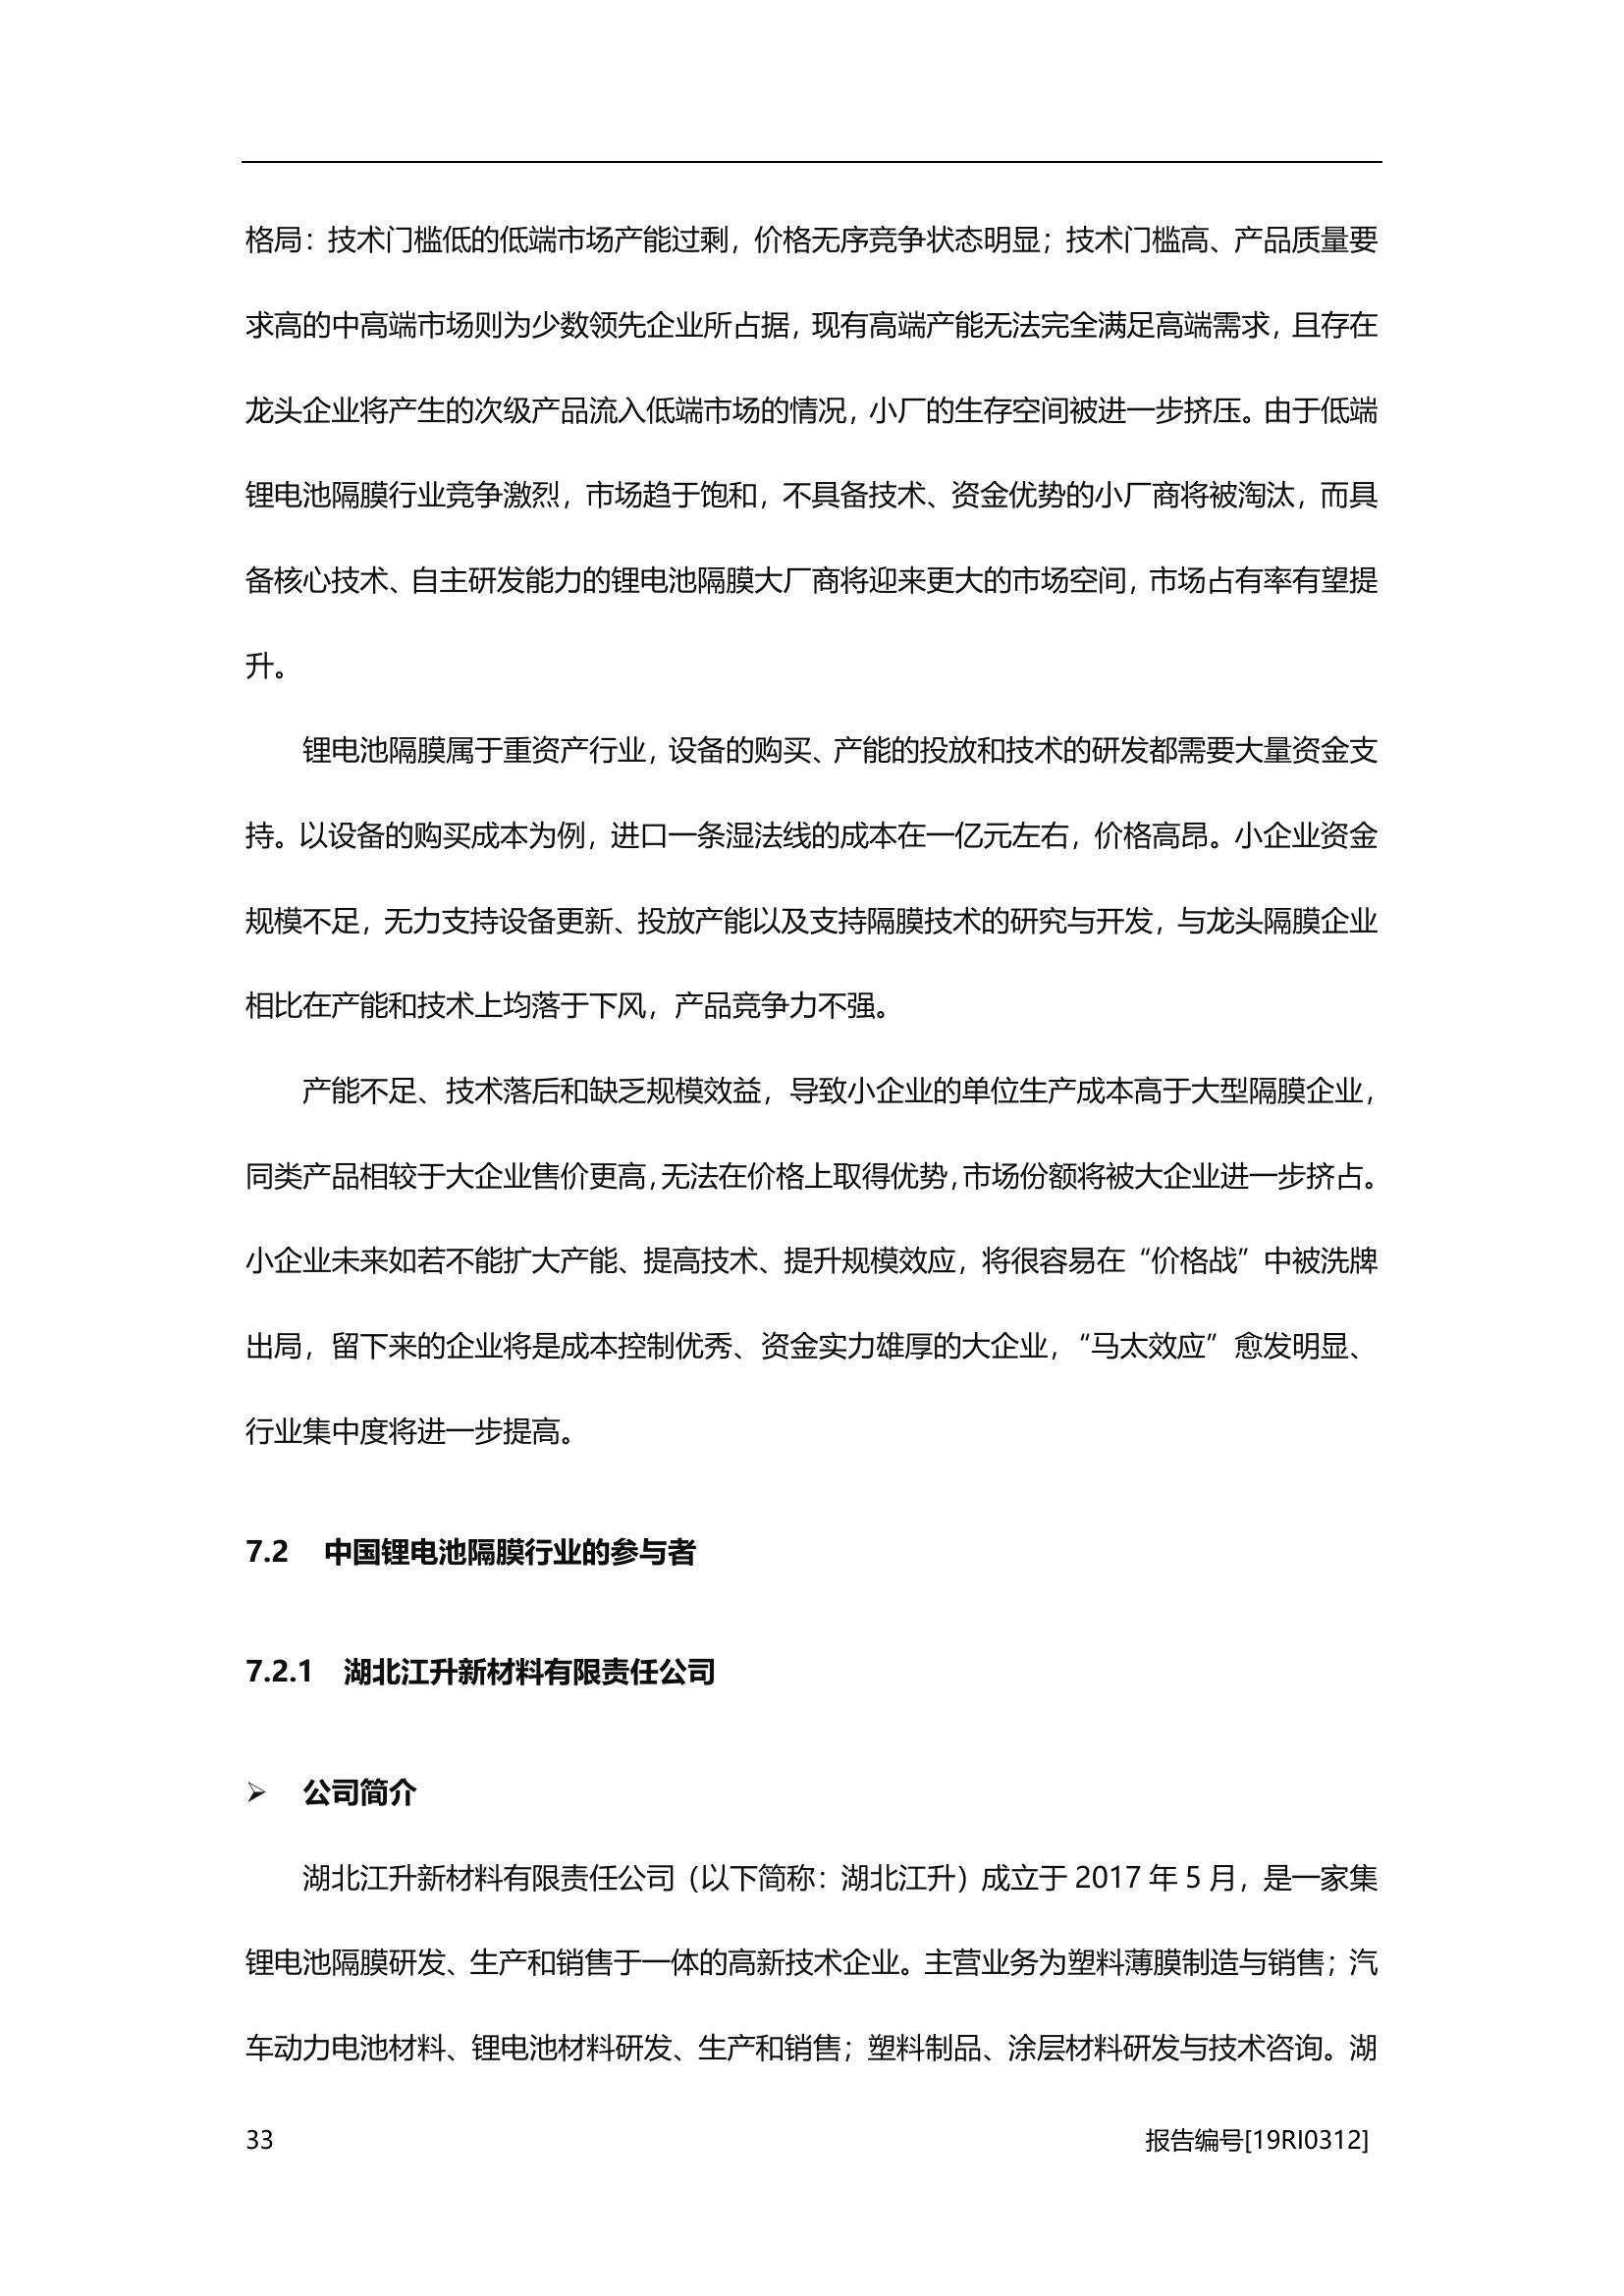 格局：技术门槛低的低端市场产能过剩，价格无序竞争状态明显；技术门槛高、产品质量要
求高的中高端市场则为少数领先企业所占据，现有高端产能无法完全满足高端需求，且存在
龙头企业将产生的次级产品流入低端市场的情况，小厂的生存空间被进一步挤压。由于低端
锂电池隔膜行业竞争激烈，市场趋于饱和，不具备技术、资金优势的小厂商将被淘汰，而具
备核心技术、自主研发能力的锂电池隔膜大厂商将迎来更大的市场空间，市场占有率有望提
升。
锂电池隔膜属于重资产行业，设备的购买、产能的投放和技术的研发都需要大量资金支
持。以设备的购买成本为例，进口一条湿法线的成本在一亿元左右，价格高昂。小企业资金
规模不足，无力支持设备更新、投放产能以及支持隔膜技术的研究与开发，与龙头隔膜企业
相比在产能和技术上均落于下风，产品竞争力不强。
产能不足、技术落后和缺乏规模效益，导致小企业的单位生产成本高于大型隔膜企业，
同类产品相较于大企业售价更高，无法在价格上取得优势，市场份额将被大企业进一步挤占。
小企业未来如若不能扩大产能、提高技术、提升规模效应，将很容易在“价格战”中被洗牌
出局，留下来的企业将是成本控制优秀、资金实力雄厚的大企业，“马太效应”愈发明显、
行业集中度将进一步提高。
7.2 中国锂电池隔膜行业的参与者
7.2.1 湖北江升新材料有限责任公司
➢ 公司简介
湖北江升新材料有限责任公司（以下简称：湖北江升）成立于 2017 年 5 月，是一家集
锂电池隔膜研发、生产和销售于一体的高新技术企业。主营业务为塑料薄膜制造与销售；汽
车动力电池材料、锂电池材料研发、生产和销售；塑料制品、涂层材料研发与技术咨询。湖
33 报告编号[19RI0312]